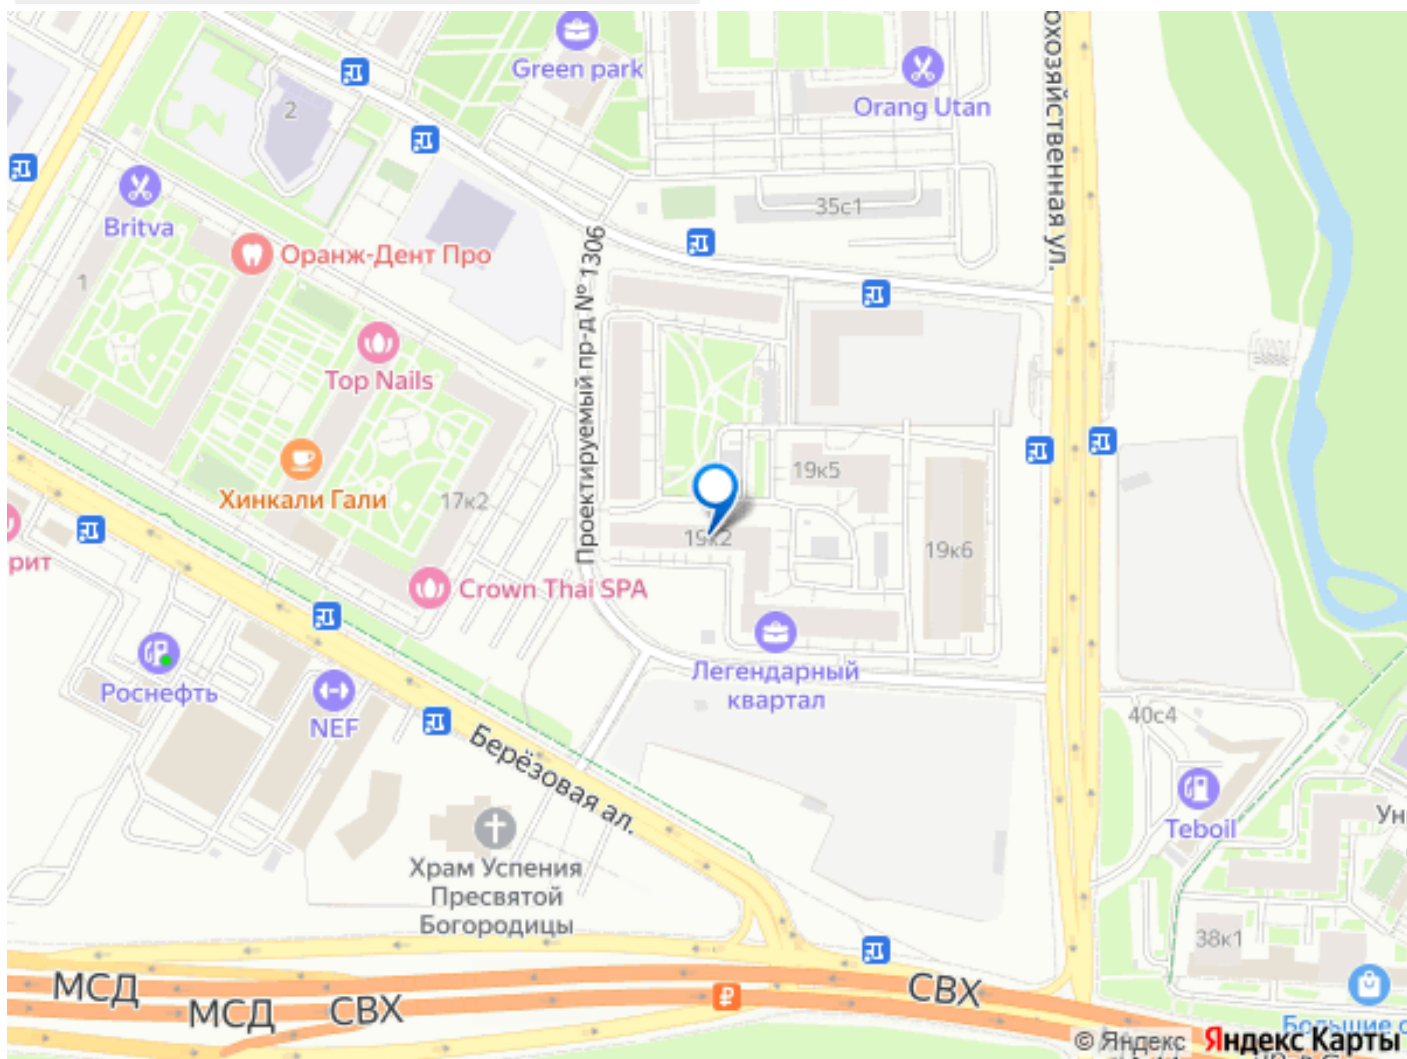 Green park
Orang Utan
охозяйственная ул.
2
Britva
35с1
Оранж-Дент Про
Проектируемый пр-д № 1306
1
Top Nails
Хинкали Гали
17к2
19к5
19к2
19к6
рит
Crown Thai SPA
Роснефть
NEF
Легендарный
квартал
40с4
Берёзовая ал.
Teboil
Ун
Храм Успения
Пресвятой
Богородицы
38к1
МСД
МСД
СВХ
СВХ
Большие с
© Яндекс Яндекс Карты